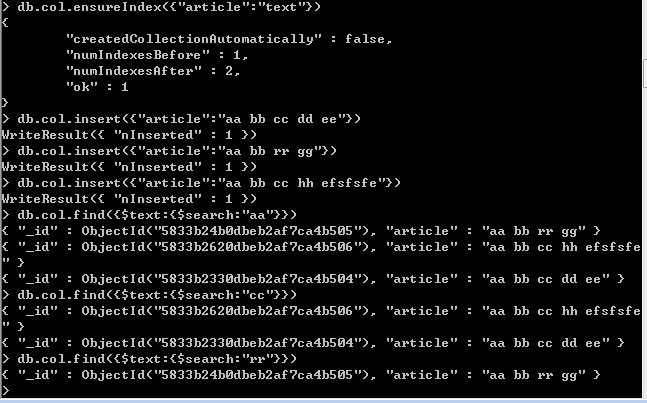 > db.col.ensureIndex({"article":"text"})
{
        "createdCollectionAutomatically" : false,
        "numIndexesBefore" : 1,
        "numIndexesAfter" : 2,
        "ok" : 1
}
> db.col.insert({"article":"aa bb cc dd ee"})
WriteResult({ "nInserted" : 1 })
> db.col.insert({"article":"aa bb rr gg"})
WriteResult({ "nInserted" : 1 })
> db.col.insert({"article":"aa bb cc hh efsfsfe"})
WriteResult({ "nInserted" : 1 })
> db.col.find({$text:{$search:"aa"}})
{ "_id" : ObjectId("5833b24b0dbeb2af7ca4b505"), "article" : "aa bb rr gg" }
{ "_id" : ObjectId("5833b2620dbeb2af7ca4b506"), "article" : "aa bb cc hh efsfsfe
" }
{ "_id" : ObjectId("5833b2330dbeb2af7ca4b504"), "article" : "aa bb cc dd ee" }
> db.col.find({$text:{$search:"cc"}})
{ "_id" : ObjectId("5833b2620dbeb2af7ca4b506"), "article" : "aa bb cc hh efsfsfe
" }
{ "_id" : ObjectId("5833b2330dbeb2af7ca4b504"), "article" : "aa bb cc dd ee" }
> db.col.find({$text:{$search:"rr"}})
{ "_id" : ObjectId("5833b24b0dbeb2af7ca4b505"), "article" : "aa bb rr gg" }
>